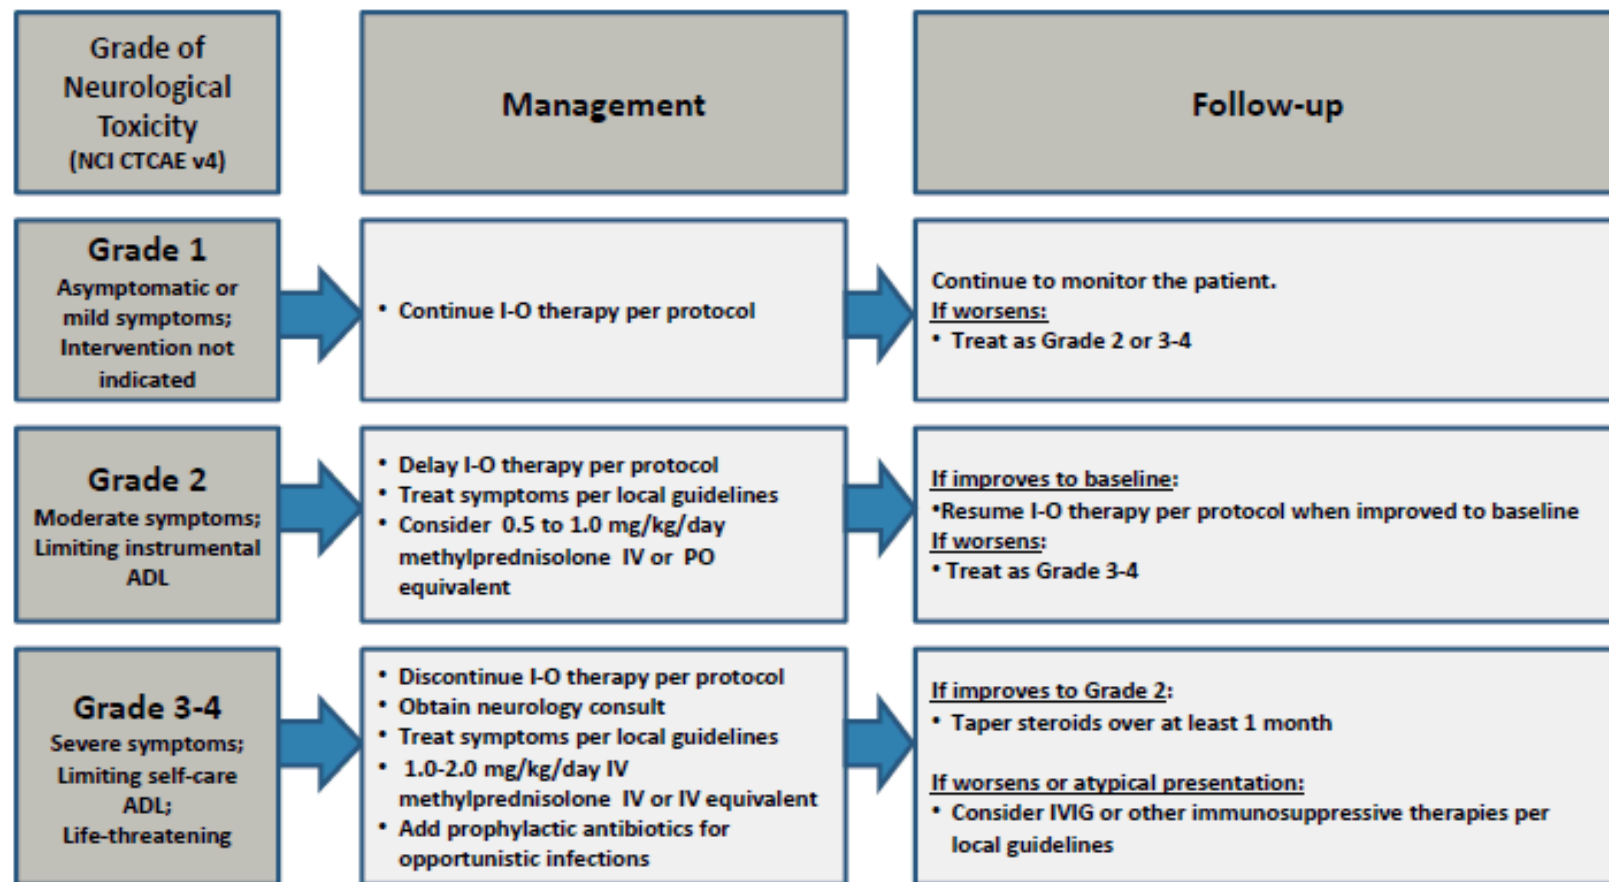 Grade of
Neurological
Toxicity
(NCI CTCAE v4)
Management
Follow-up
Grade 1
Asymptomatic or
mild symptoms;
Intervention not
indicated
• Continue I-O therapy per protocol
Continue to monitor the patient.
If worsens:
• Treat as Grade 2 or 3-4
Grade 2
Moderate symptoms;
Limiting instrumental
ADL
• Delay I-O therapy per protocol
• Treat symptoms per local guidelines
• Consider 0.5 to 1.0 mg/kg/day
methylprednisolone IV or PO
equivalent
If improves to baseline:
•Resume I-O therapy per protocol when improved to baseline
If worsens:
• Treat as Grade 3-4
Grade 3-4
Severe symptoms;
Limiting self-care
ADL;
Life-threatening
• Discontinue I-O therapy per protocol
• Obtain neurology consult
• Treat symptoms per local guidelines
• 1.0-2.0 mg/kg/day IV
methylprednisolone IV or IV equivalent
• Add prophylactic antibiotics for
opportunistic infections
If improves to Grade 2:
• Taper steroids over at least 1 month
If worsens or atypical presentation:
• Consider IVIG or other immunosuppressive therapies per
local guidelines